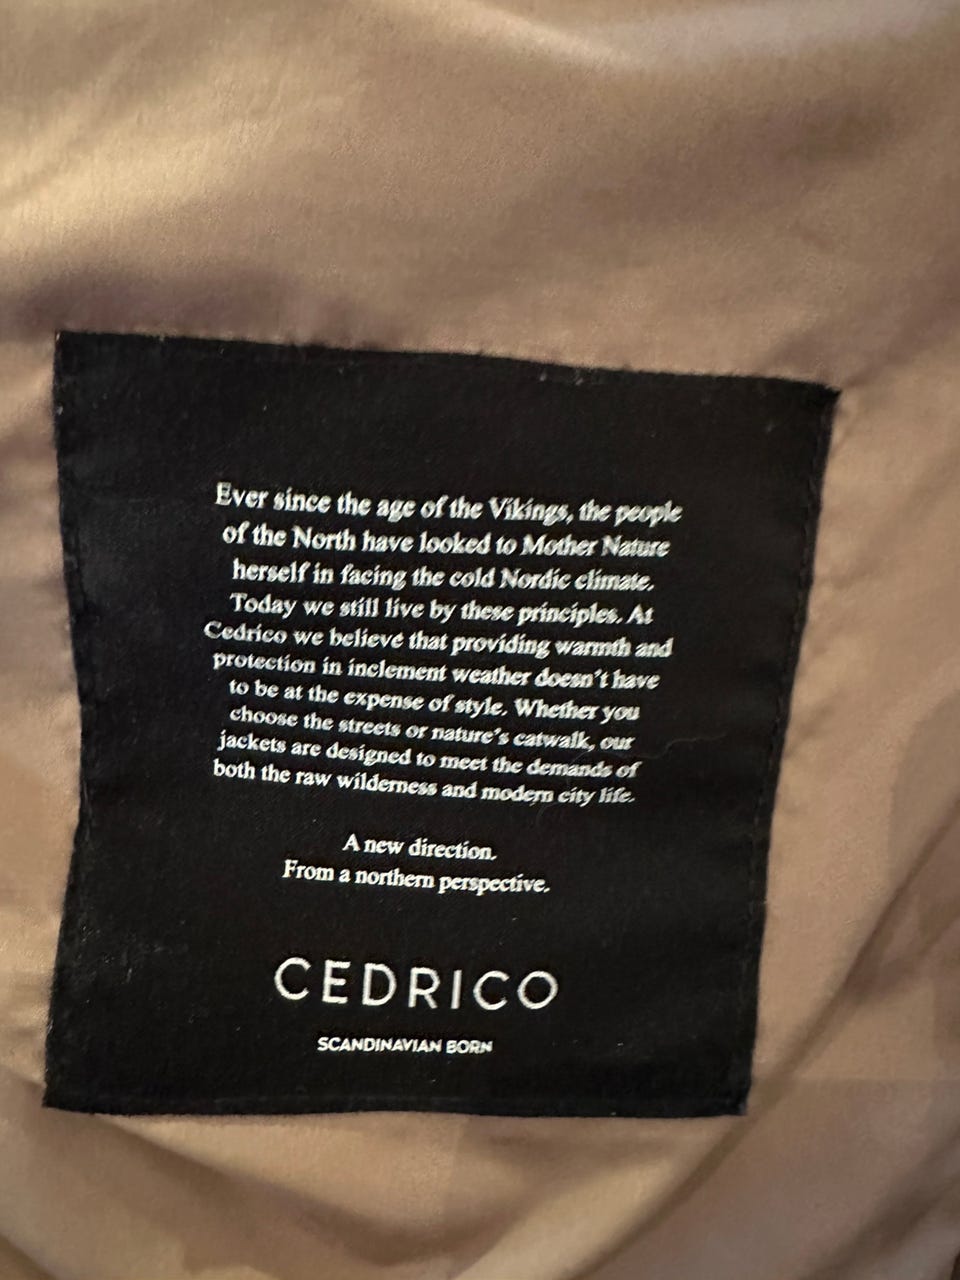 Ever since the age of the Vikings, the people
of the North have looked to Mother Nature
herself in facing the cold Nordic climate.
Today we still live by these principles. At
Cedrico we believe that providing warmth and
protection in inclement weather doesn't have
to be at the expense of style. Whether you
choose the streets or nature's catwalk, our
jackets are designed to meet the demands of
both the raw wilderness and modern city life.
A new direction.
From a northern perspective.
CEDRICO
SCANDINAVIAN BORN